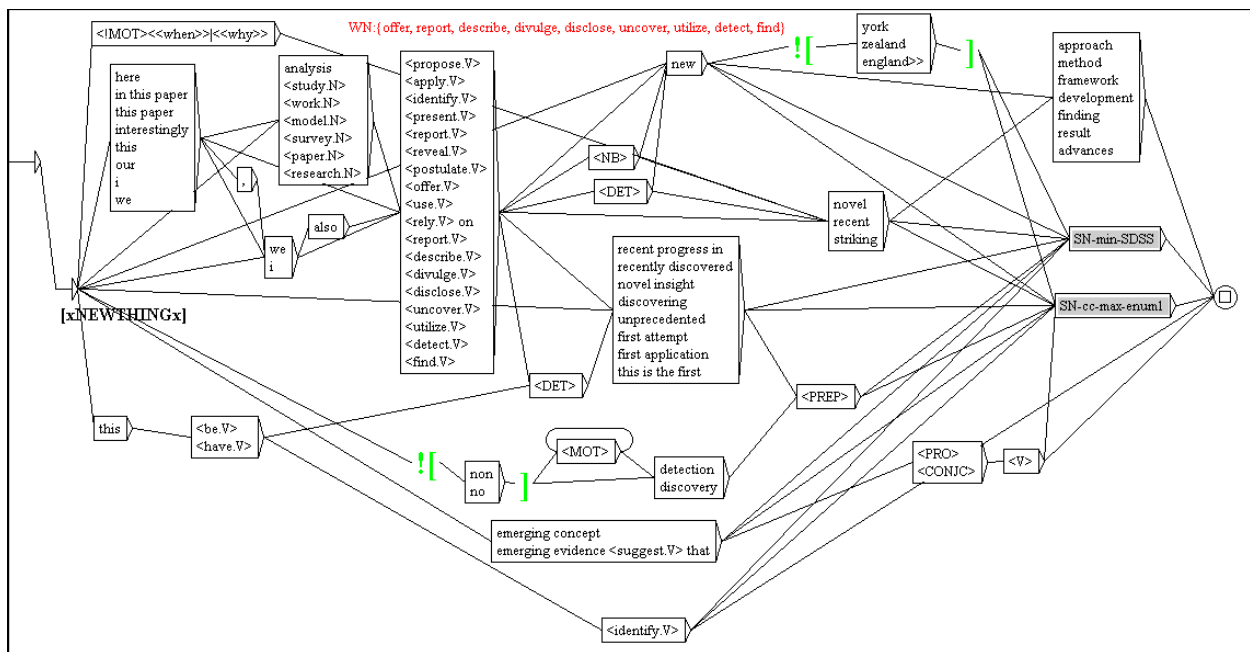 WN:{offer, report, describe, divulge, disclose, uncover, utilize, detect, find}
<!MOT><<when>>|<<why>>
here
in this paper
this paper
interestingly
this
our
i
we
analysis
<study.N>
<work.N>
<model.N>
<survey.N>
<paper.N>
<research.N>
,
we
i
also
<propose.V>
<apply.V>
<identify.V>
<present.V>
<report.V>
<reveal.V>
<postulate.V>
<offer.V>
<use.V>
<rely.V> on
<report.V>
<describe.V>
<divulge.V>
<disclose.V>
<uncover.V>
<utilize.V>
<detect.V>
<find.V>
new
<NB>
<DET>
![
york
zealand
england>>
]
novel
recent
striking
approach
method
framework
development
finding
result
advances
recent progress in
recently discovered
novel insight
discovering
unprecedented
first attempt
first application
this is the first
SN-min-SDSS
SN-cc-max-enum1
[xNEWTHINGx]
<DET>
<PREP>
this
<be.V>
<have.V>
![
non
no
]
<MOT>
detection
discovery
<PRO>
<CONJC>
<V>
emerging concept
emerging evidence <suggest.V> that
<identify.V>